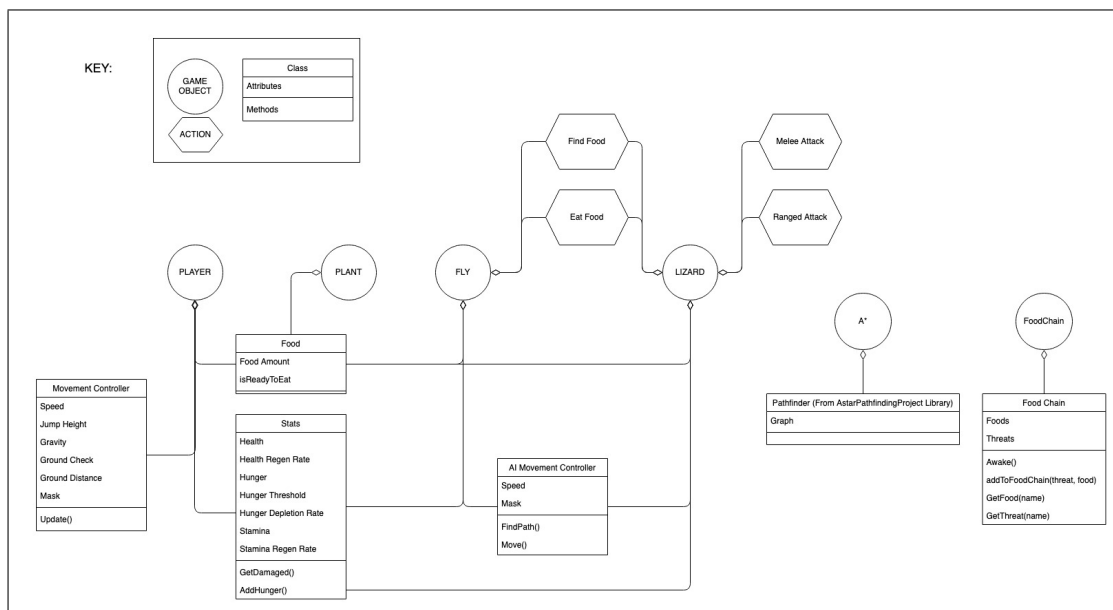 KEY:
GAME
OBJECT
ACTION
Class
Attributes
Methods
Find Food
Eat Food
Melee Attack
Ranged Attack
PLAYER
PLANT
FLY
LIZARD
A*
FoodChain
Food
Food Amount
isReadyToEat
Movement Controller
Speed
Jump Height
Gravity
Ground Check
Ground Distance
Mask
Update()
Stats
Health
Health Regen Rate
Hunger
Hunger Threshold
Hunger Depletion Rate
Stamina
Stamina Regen Rate
GetDamaged()
AddHunger()
AI Movement Controller
Speed
Mask
FindPath()
Move()
Pathfinder (From AstarPathfindingProject Library)
Graph
Food Chain
Foods
Threats
Awake()
addToFoodChain(threat, food)
GetFood(name)
GetThreat(name)